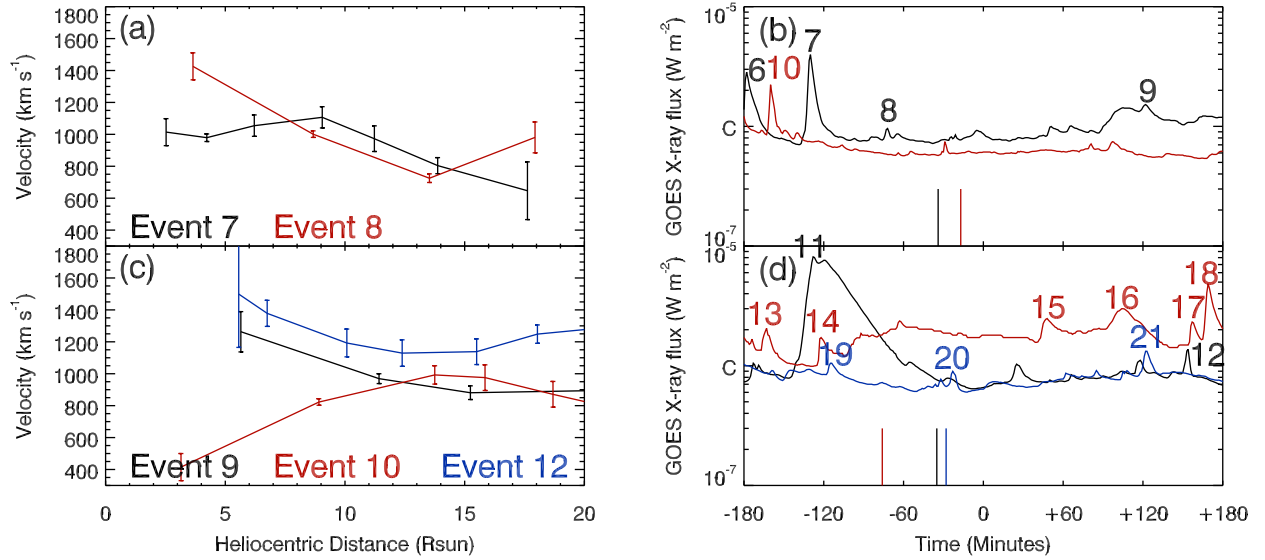 (a)
1800
1600
1400
1200
1000
800
600
400
Velocity (km s⁻¹)
Event 7 Event 8
(b)
10⁻⁵
C
10⁻⁷
GOES X-ray flux (W m⁻²)
6 10 7 8 9
(c)
1800
1600
1400
1200
1000
800
600
400
Velocity (km s⁻¹)
Event 9 Event 10 Event 12
0 5 10 15 20
Heliocentric Distance (Rsun)
(d)
10⁻⁵
C
10⁻⁷
GOES X-ray flux (W m⁻²)
11 13 14 19 20 15 16 21 17 18 12
-180 -120 -60 0 +60 +120 +180
Time (Minutes)